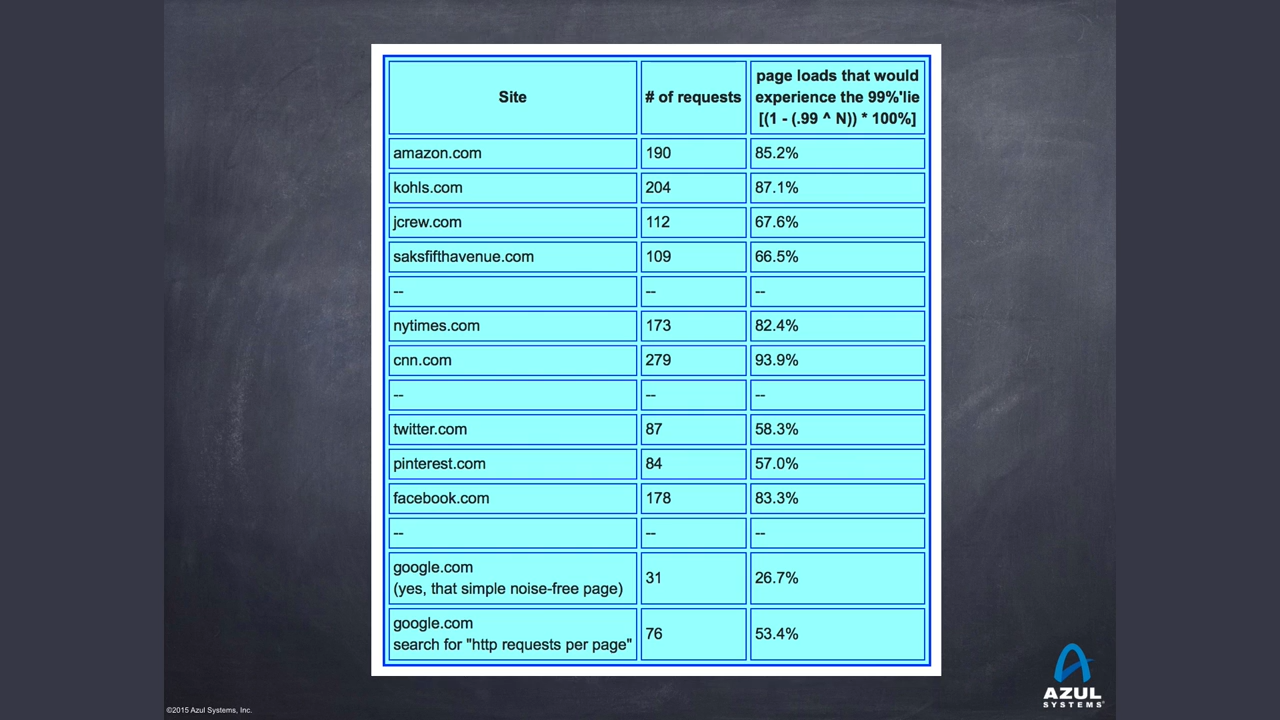 Site
# of requests
page loads that would
experience the 99%'lie
[(1 - (.99 ^ N)) * 100%]
amazon.com 190 85.2%
kohls.com 204 87.1%
jcrew.com 112 67.6%
saksfifthavenue.com 109 66.5%
-- -- --
nytimes.com 173 82.4%
cnn.com 279 93.9%
-- -- --
twitter.com 87 58.3%
pinterest.com 84 57.0%
facebook.com 178 83.3%
-- -- --
google.com
(yes, that simple noise-free page) 31 26.7%
google.com
search for "http requests per page" 76 53.4%
©2015 Azul Systems, Inc.
AZUL
SYSTEMS